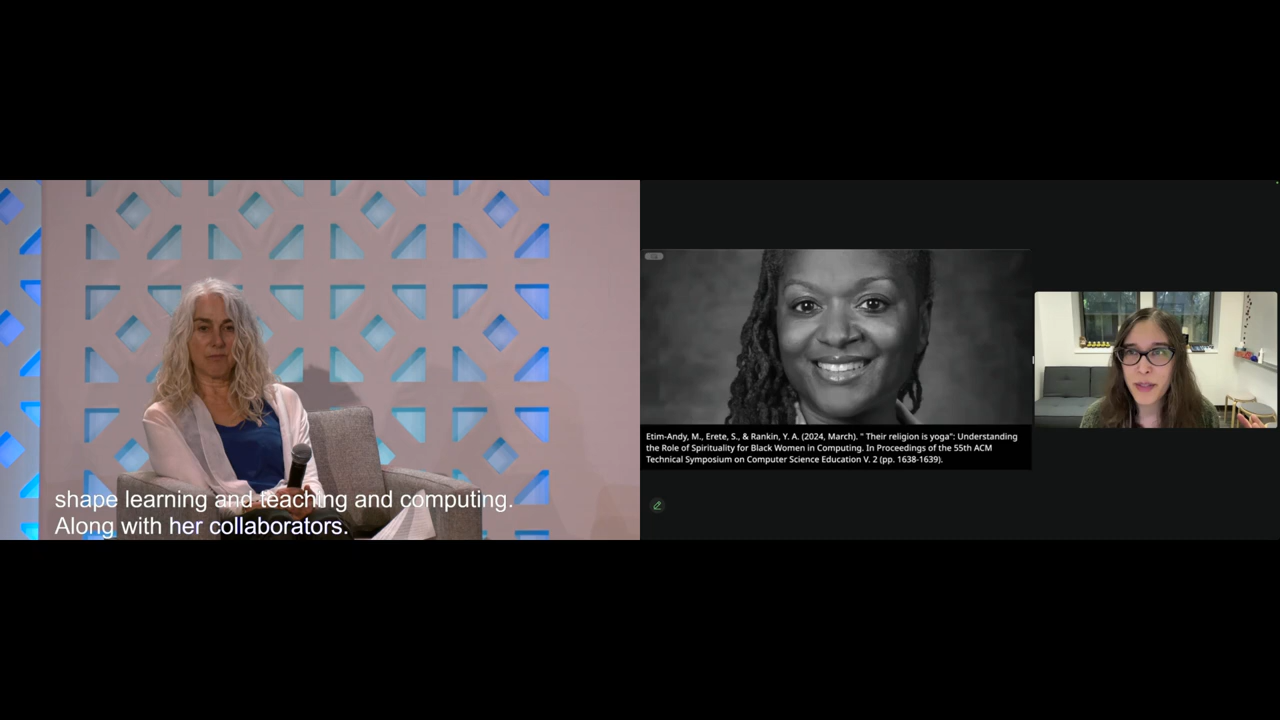 shape learning and teaching and computing.
Along with her collaborators.
Etim-Andy, M., Erete, S., & Rankin, Y. A. (2024, March). " Their religion is yoga": Understanding
the Role of Spirituality for Black Women in Computing. In Proceedings of the 55th ACM
Technical Symposium on Computer Science Education V. 2 (pp. 1638-1639).